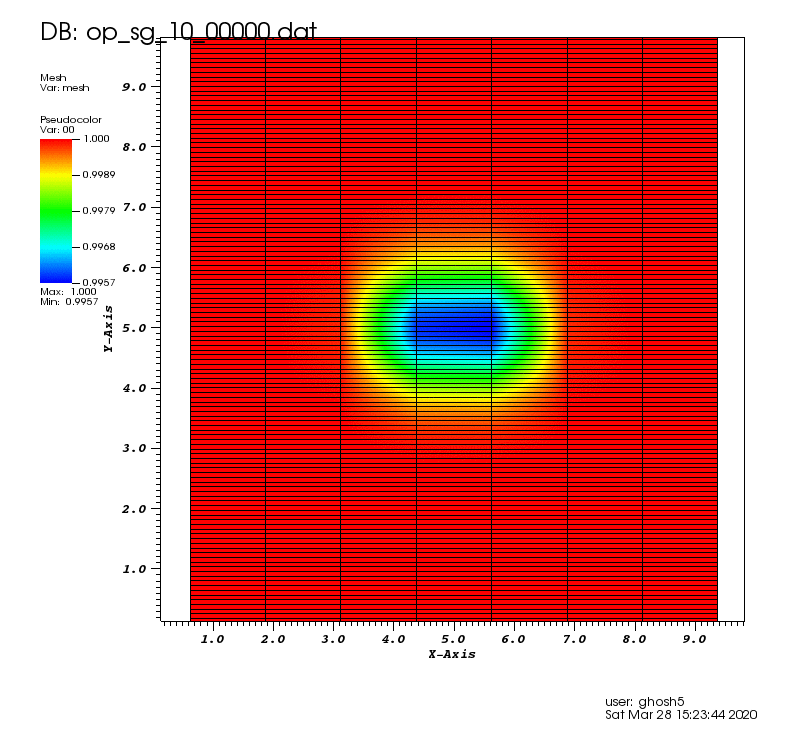 DB: op_sg_10_00000.dat
Mesh
Var: mesh
Pseudocolor
Var: 00
1.000
0.9989
0.9979
0.9968
0.9957
Max: 1.000
Min: 0.9957
Y-Axis
9.0
8.0
7.0
6.0
5.0
4.0
3.0
2.0
1.0
1.0 2.0 3.0 4.0 5.0 6.0 7.0 8.0 9.0
X-Axis
user: ghosh5
Sat Mar 28 15:23:44 2020